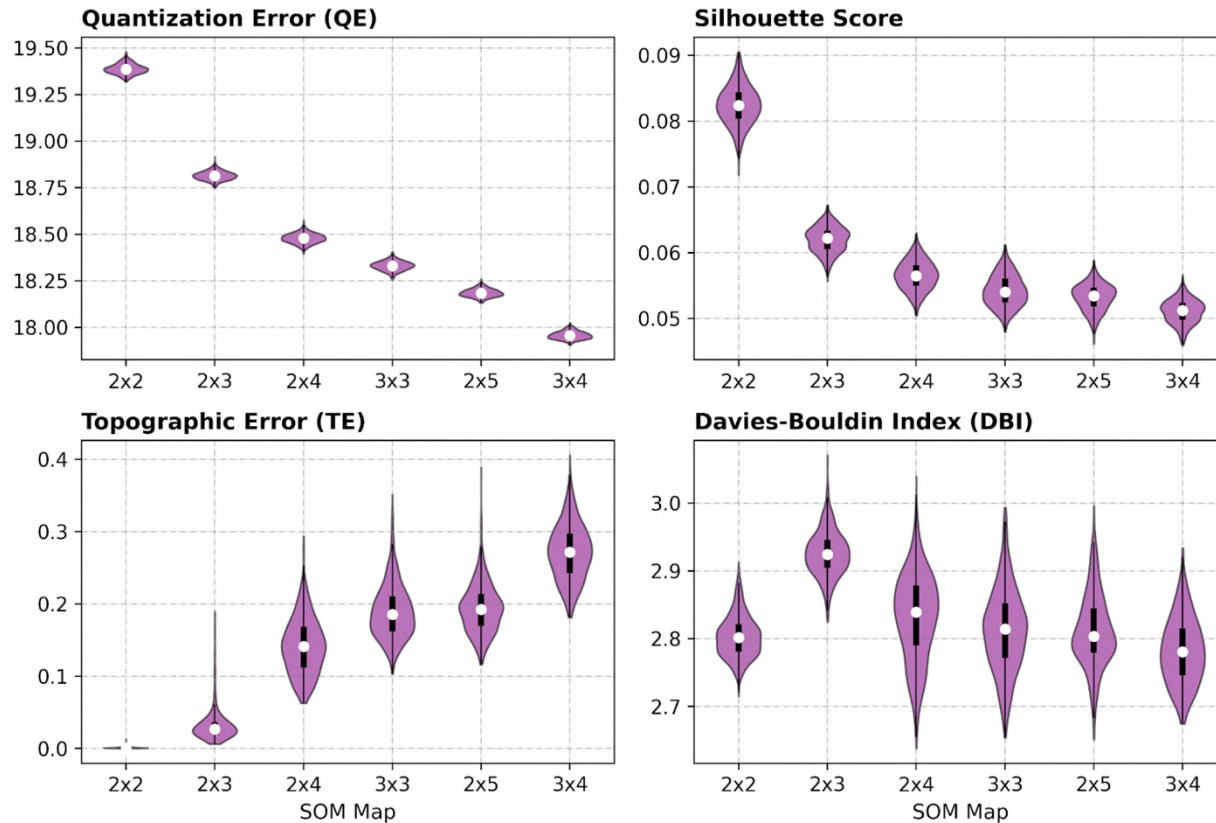 Quantization Error (QE)
19.50
19.25
19.00
18.75
18.50
18.25
18.00
2x2 2x3 2x4 3x3 2x5 3x4
Silhouette Score
0.09
0.08
0.07
0.06
0.05
2x2 2x3 2x4 3x3 2x5 3x4
Topographic Error (TE)
0.4
0.3
0.2
0.1
0.0
2x2 2x3 2x4 3x3 2x5 3x4
SOM Map
Davies-Bouldin Index (DBI)
3.0
2.9
2.8
2.7
2x2 2x3 2x4 3x3 2x5 3x4
SOM Map